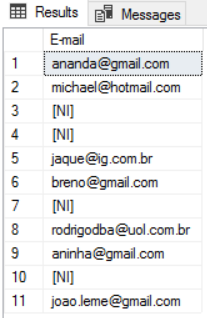 Results Messages
E-mail
1 ananda@gmail.com
2 michael@hotmail.com
3 [NI]
4 [NI]
5 jaque@ig.com.br
6 breno@gmail.com
7 [NI]
8 rodrigodba@uol.com.br
9 aninha@gmail.com
10 [NI]
11 joao.leme@gmail.com